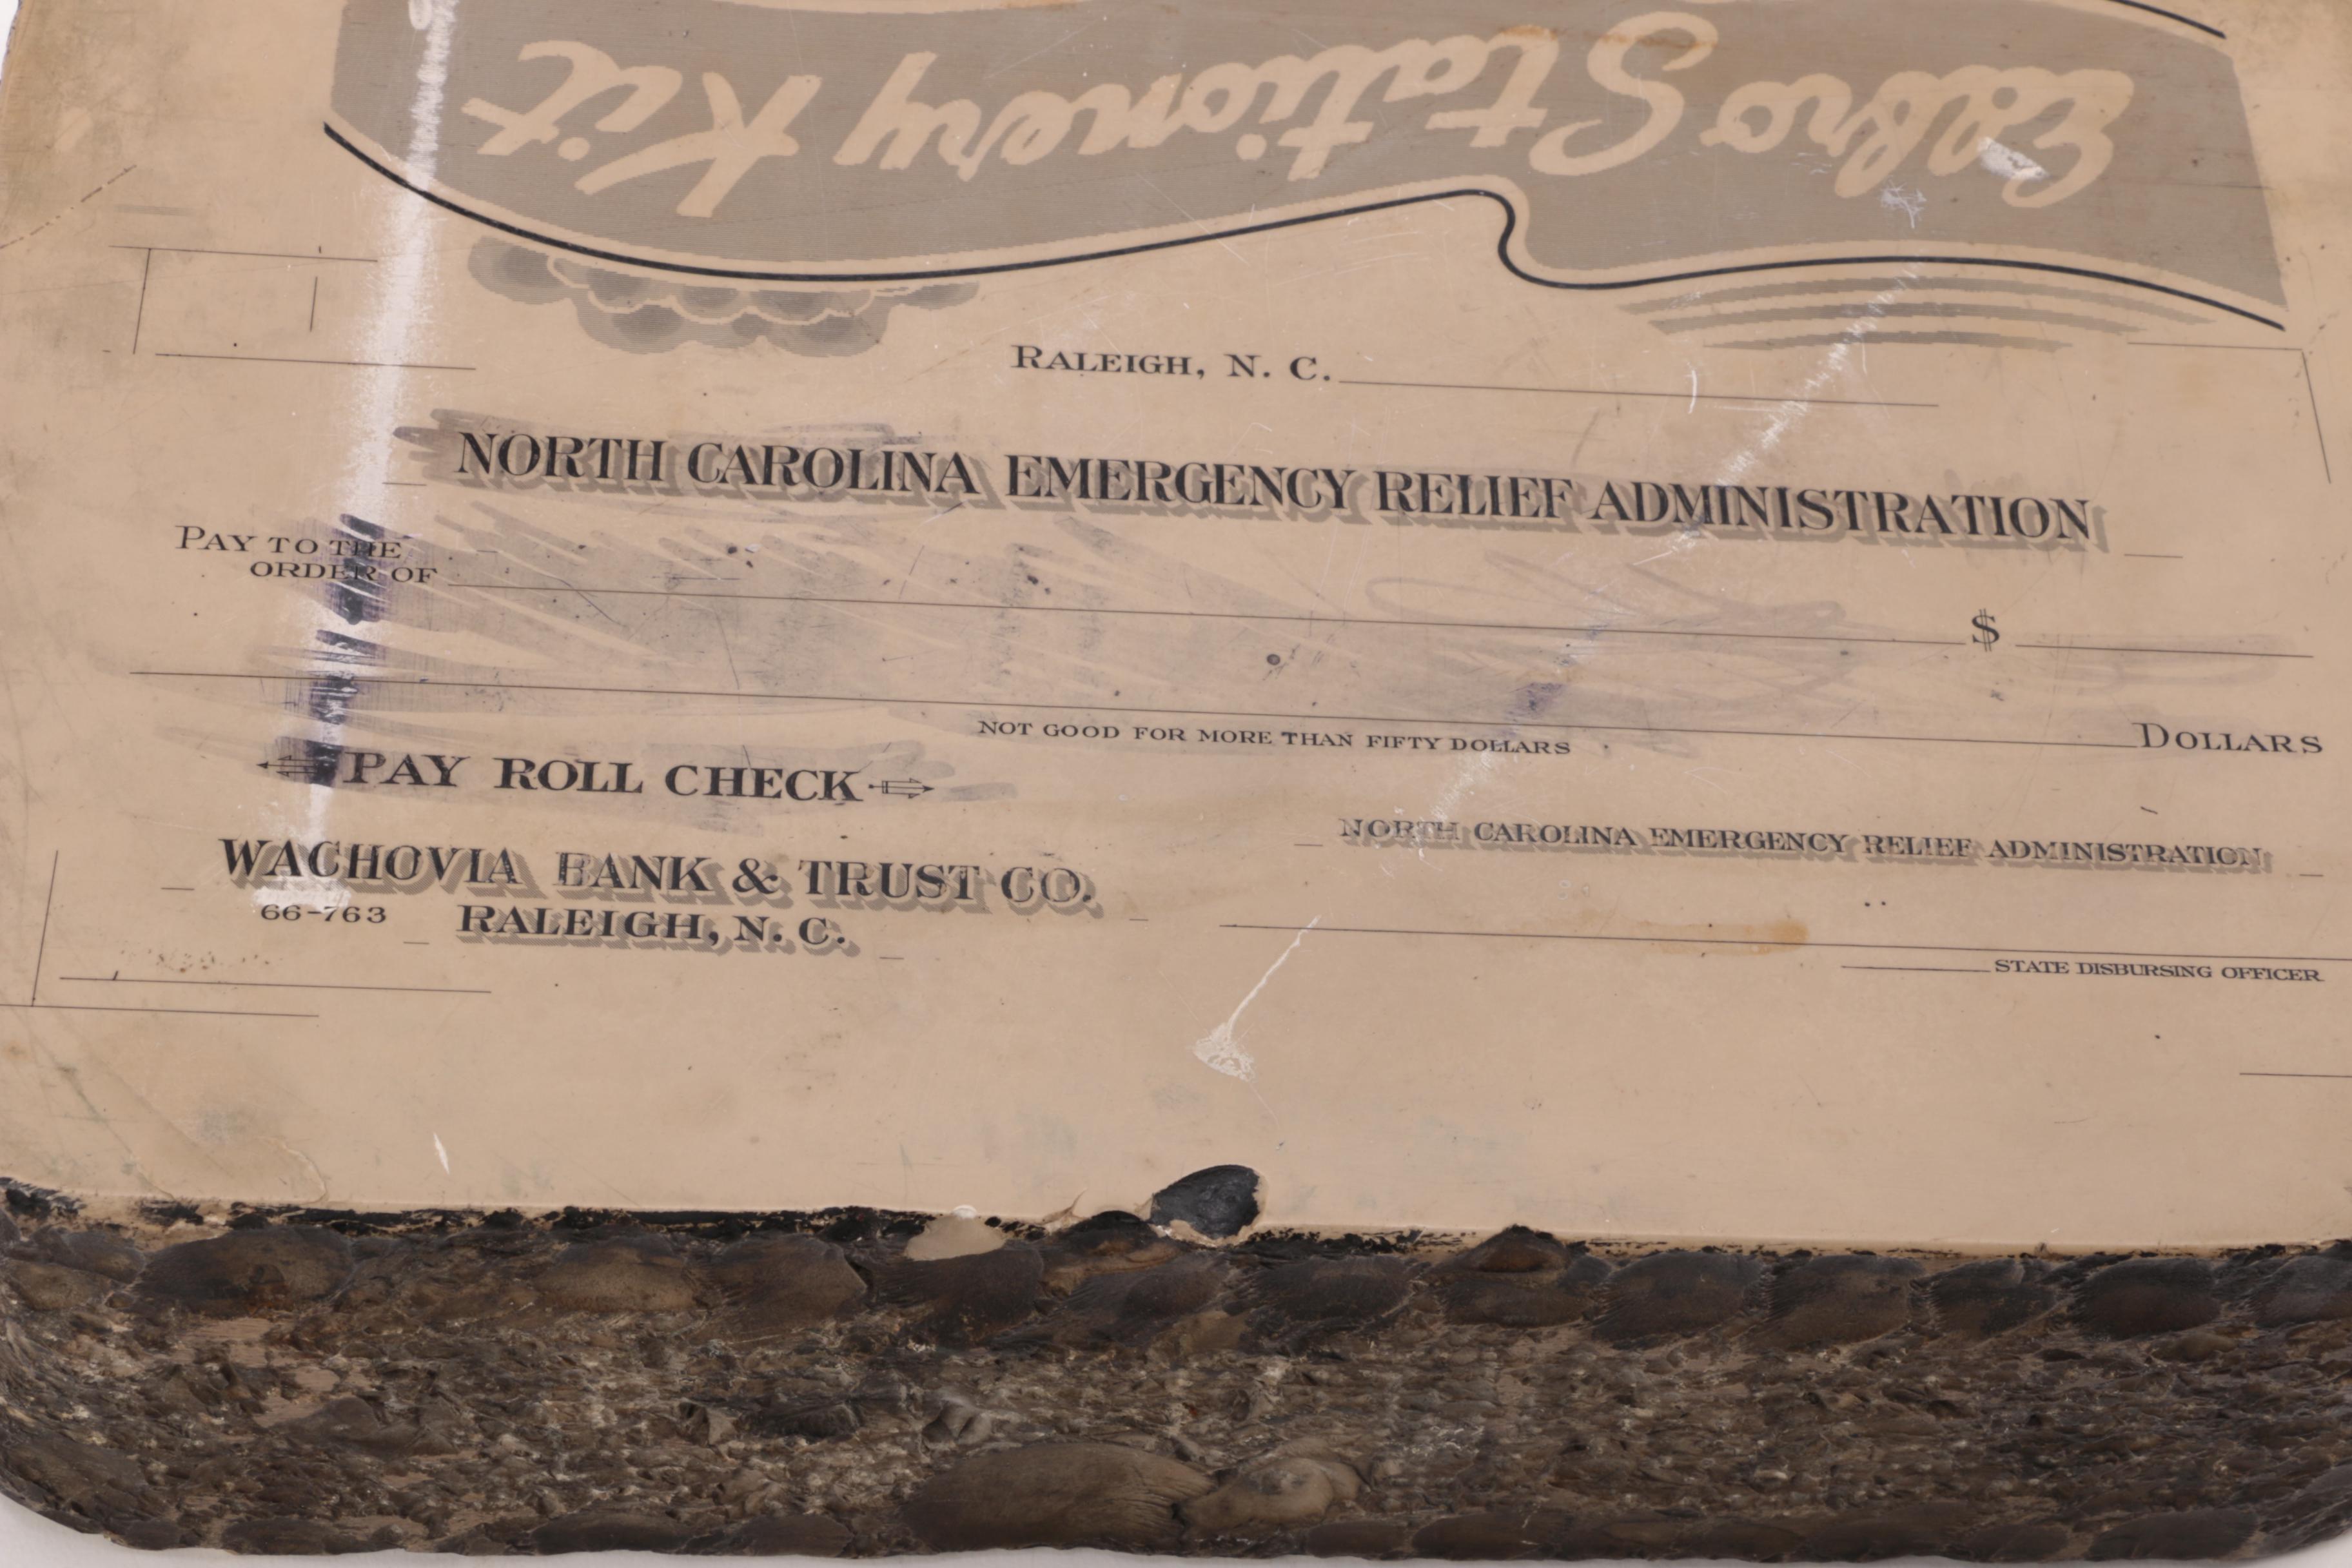 Elbro Stationery Kit
RALEIGH, N. C.
NORTH CAROLINA EMERGENCY RELIEF ADMINISTRATION
PAY TO THE
ORDER OF $
NOT GOOD FOR MORE THAN FIFTY DOLLARS DOLLARS
PAY ROLL CHECK
WACHOVIA BANK & TRUST CO.
66-763 RALEIGH, N. C.
NORTH CAROLINA EMERGENCY RELIEF ADMINISTRATION
STATE DISBURSING OFFICER